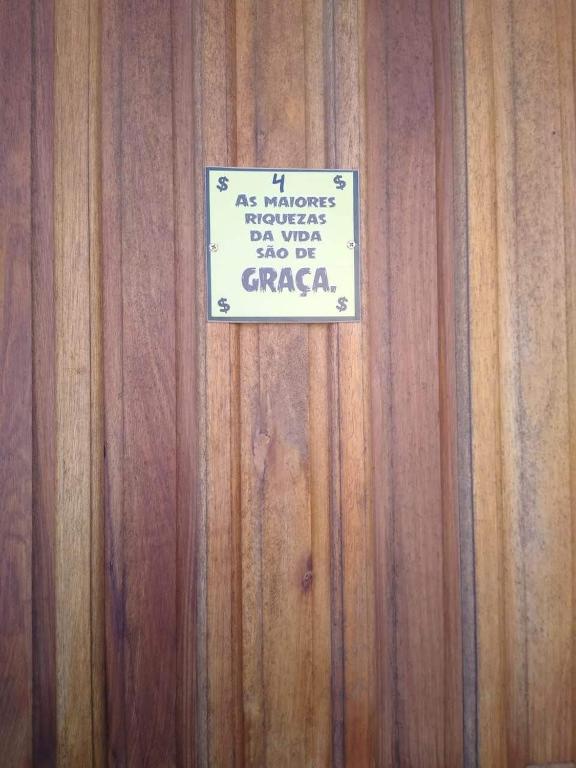 $ 4 $
AS MAIORES
RIQUEZAS
DA VIDA
SÃO DE
GRAÇA.
$ $